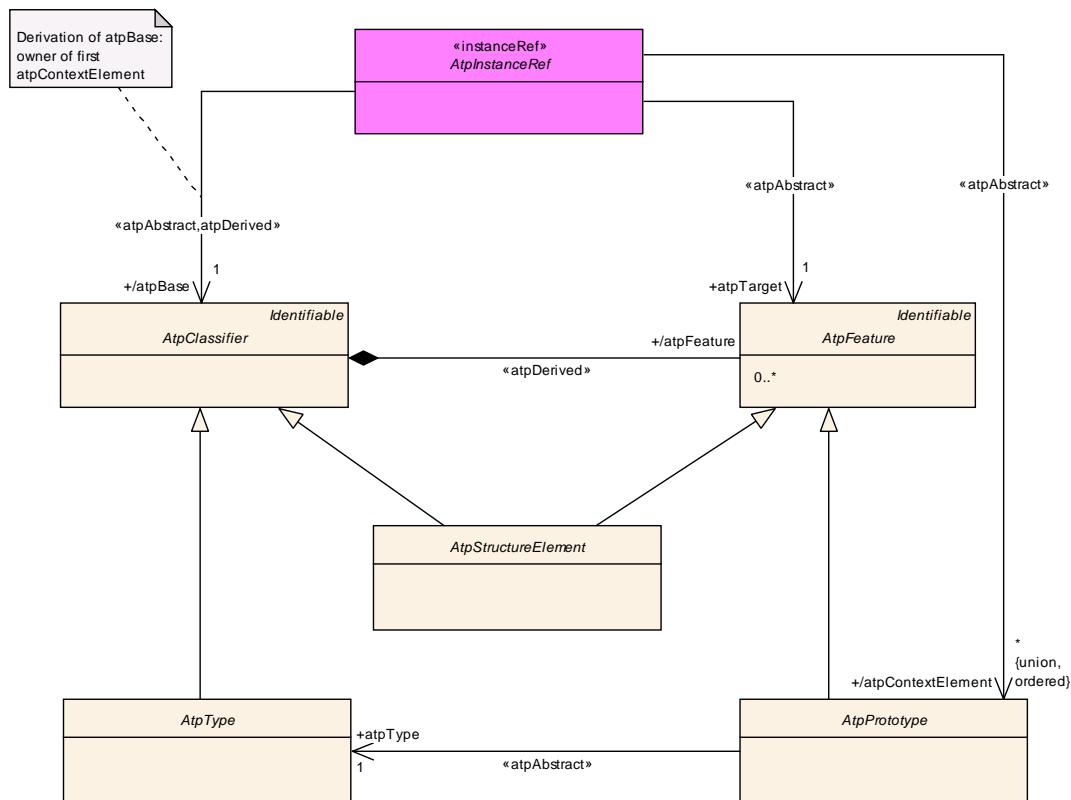 Derivation of atpBase:
owner of first
atpContextElement
«instanceRef»
AtpInstanceRef
«atpAbstract»
«atpAbstract»
«atpAbstract,atpDerived»
1
+/atpBase
1
+atpTarget
Identifiable
AtpClassifier
Identifiable
AtpFeature
+/atpFeature
«atpDerived»
0..*
AtpStructureElement
*
{union,
ordered}
+/atpContextElement
AtpType
AtpPrototype
+atpType
1
«atpAbstract»